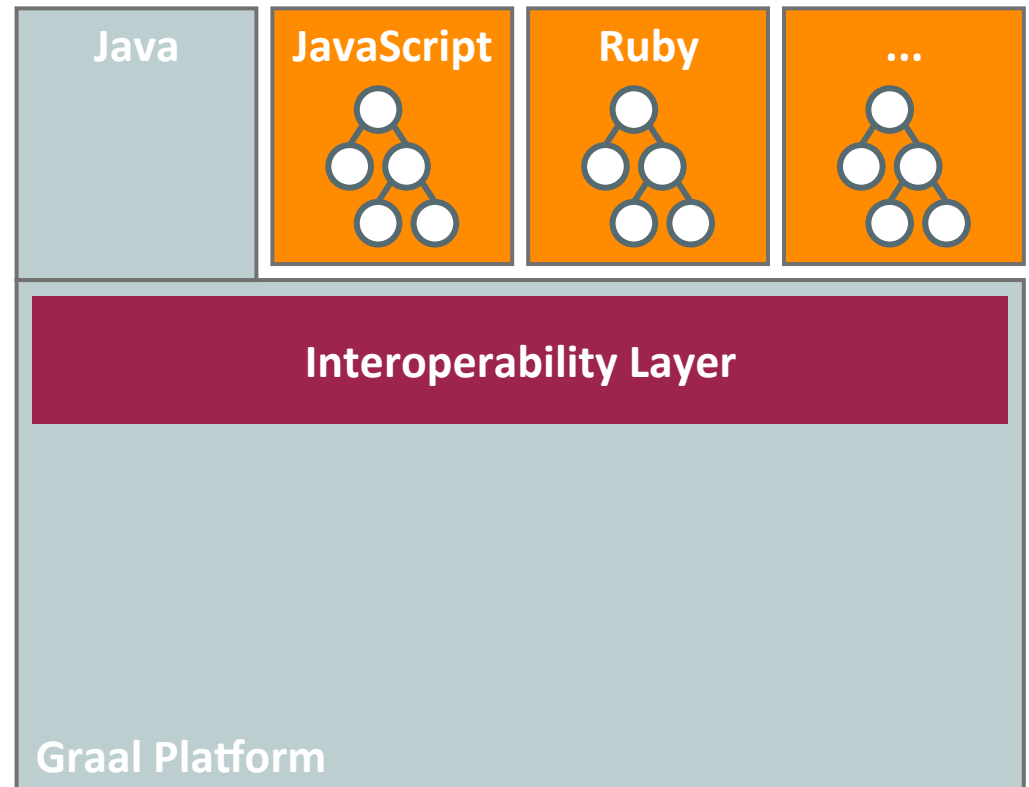 Java
JavaScript
Ruby
...
Interoperability Layer
Graal Platform